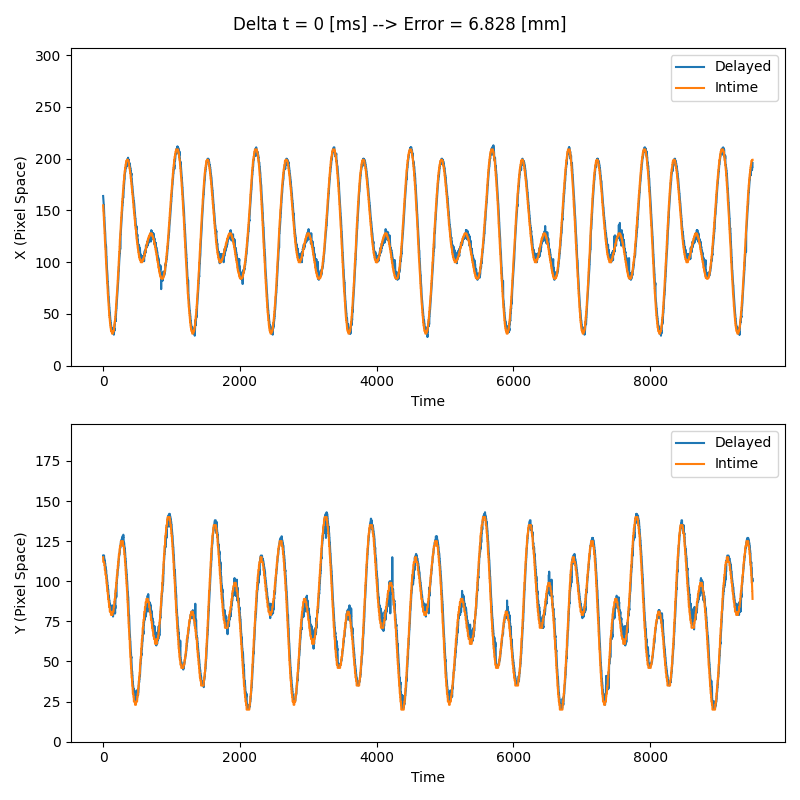 Delta t = 0 [ms] --> Error = 6.828 [mm]
300
250
200
150
100
50
0
X (Pixel Space)
Delayed
Intime
0 2000 4000 6000 8000
Time
175
150
125
100
75
50
25
0
Y (Pixel Space)
Delayed
Intime
0 2000 4000 6000 8000
Time